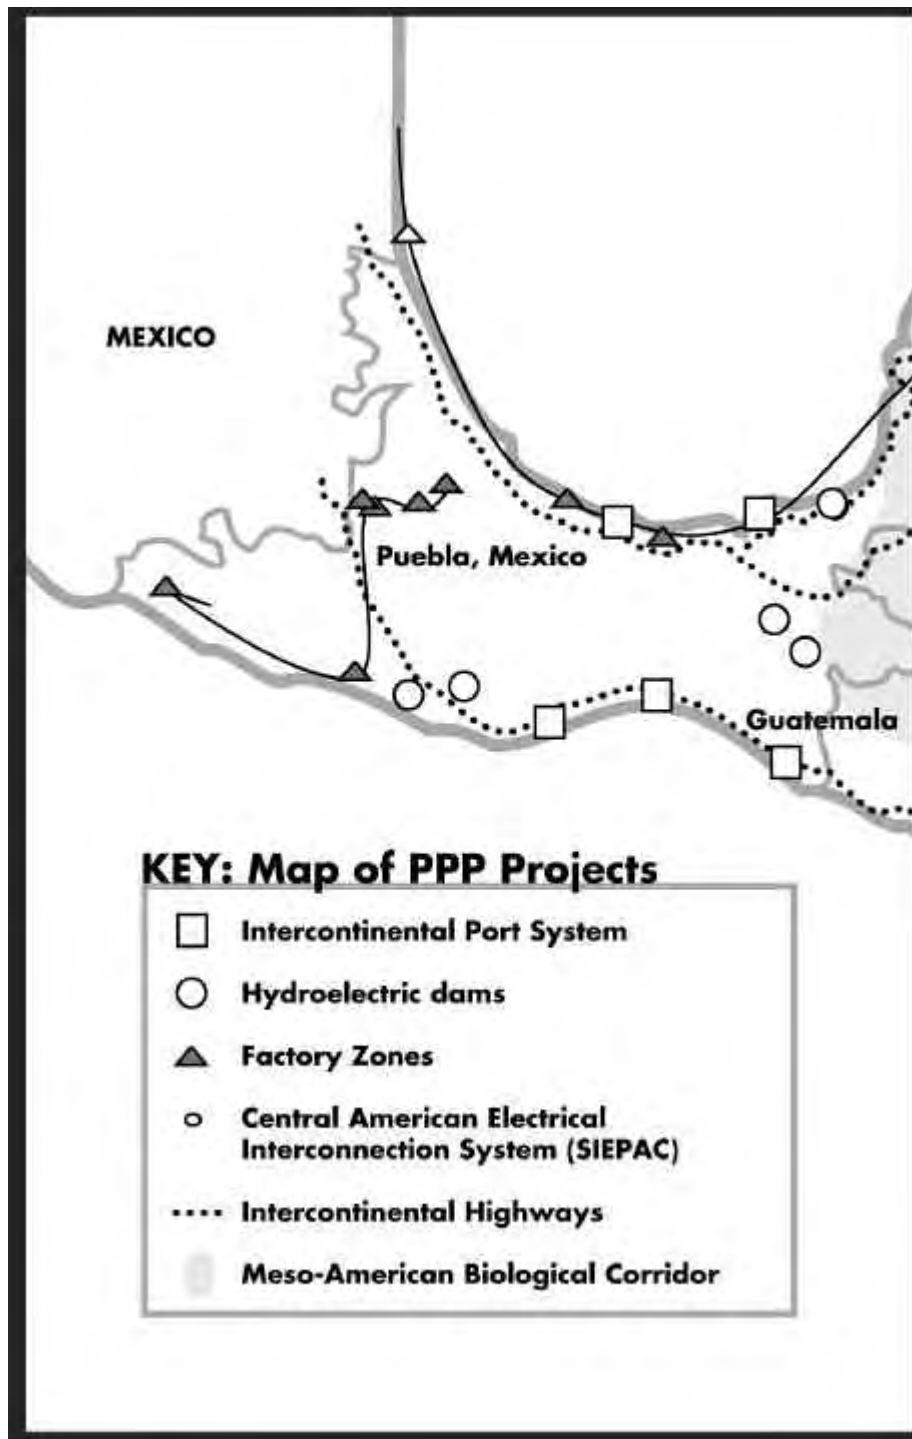 MEXICO
Puebla, Mexico
Guatemala
KEY: Map of PPP Projects
Intercontinental Port System
Hydroelectric dams
Factory Zones
Central American Electrical
Interconnection System (SIEPAC)
Intercontinental Highways
Meso-American Biological Corridor